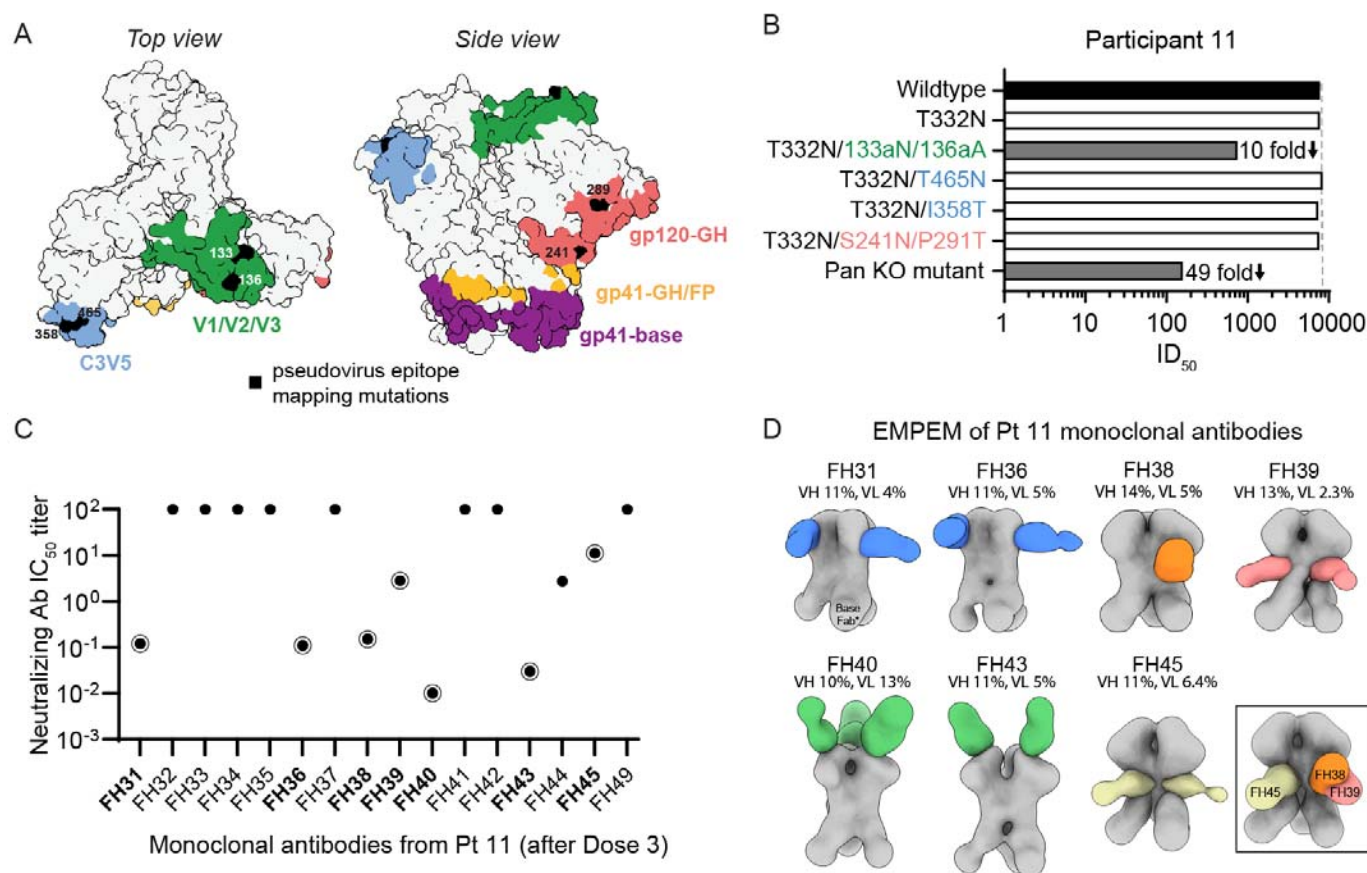 A
Top view
Side view
133
136
465
358
V1/V2/V3
C3V5
289
241
gp120-GH
gp41-GH/FP
gp41-base
pseudovirus epitope
mapping mutations
B
Participant 11
Wildtype
T332N
T332N/133aN/136aA
10 fold
T332N/T465N
T332N/I358T
T332N/S241N/P291T
Pan KO mutant
49 fold
1 10 100 1000 10000
ID50
C
Neutralizing Ab IC50 titer
10²
10¹
10⁰
10⁻¹
10⁻²
10⁻³
FH31 FH32 FH33 FH34 FH35 FH36 FH37 FH38 FH39 FH40 FH41 FH42 FH43 FH44 FH45 FH49
Monoclonal antibodies from Pt 11 (after Dose 3)
D
EMPEM of Pt 11 monoclonal antibodies
FH31
VH 11%, VL 4%
Base
Fab*
FH36
VH 11%, VL 5%
FH38
VH 14%, VL 5%
FH39
VH 13%, VL 2.3%
FH40
VH 10%, VL 13%
FH43
VH 11%, VL 5%
FH45
VH 11%, VL 6.4%
FH45
FH38
FH39